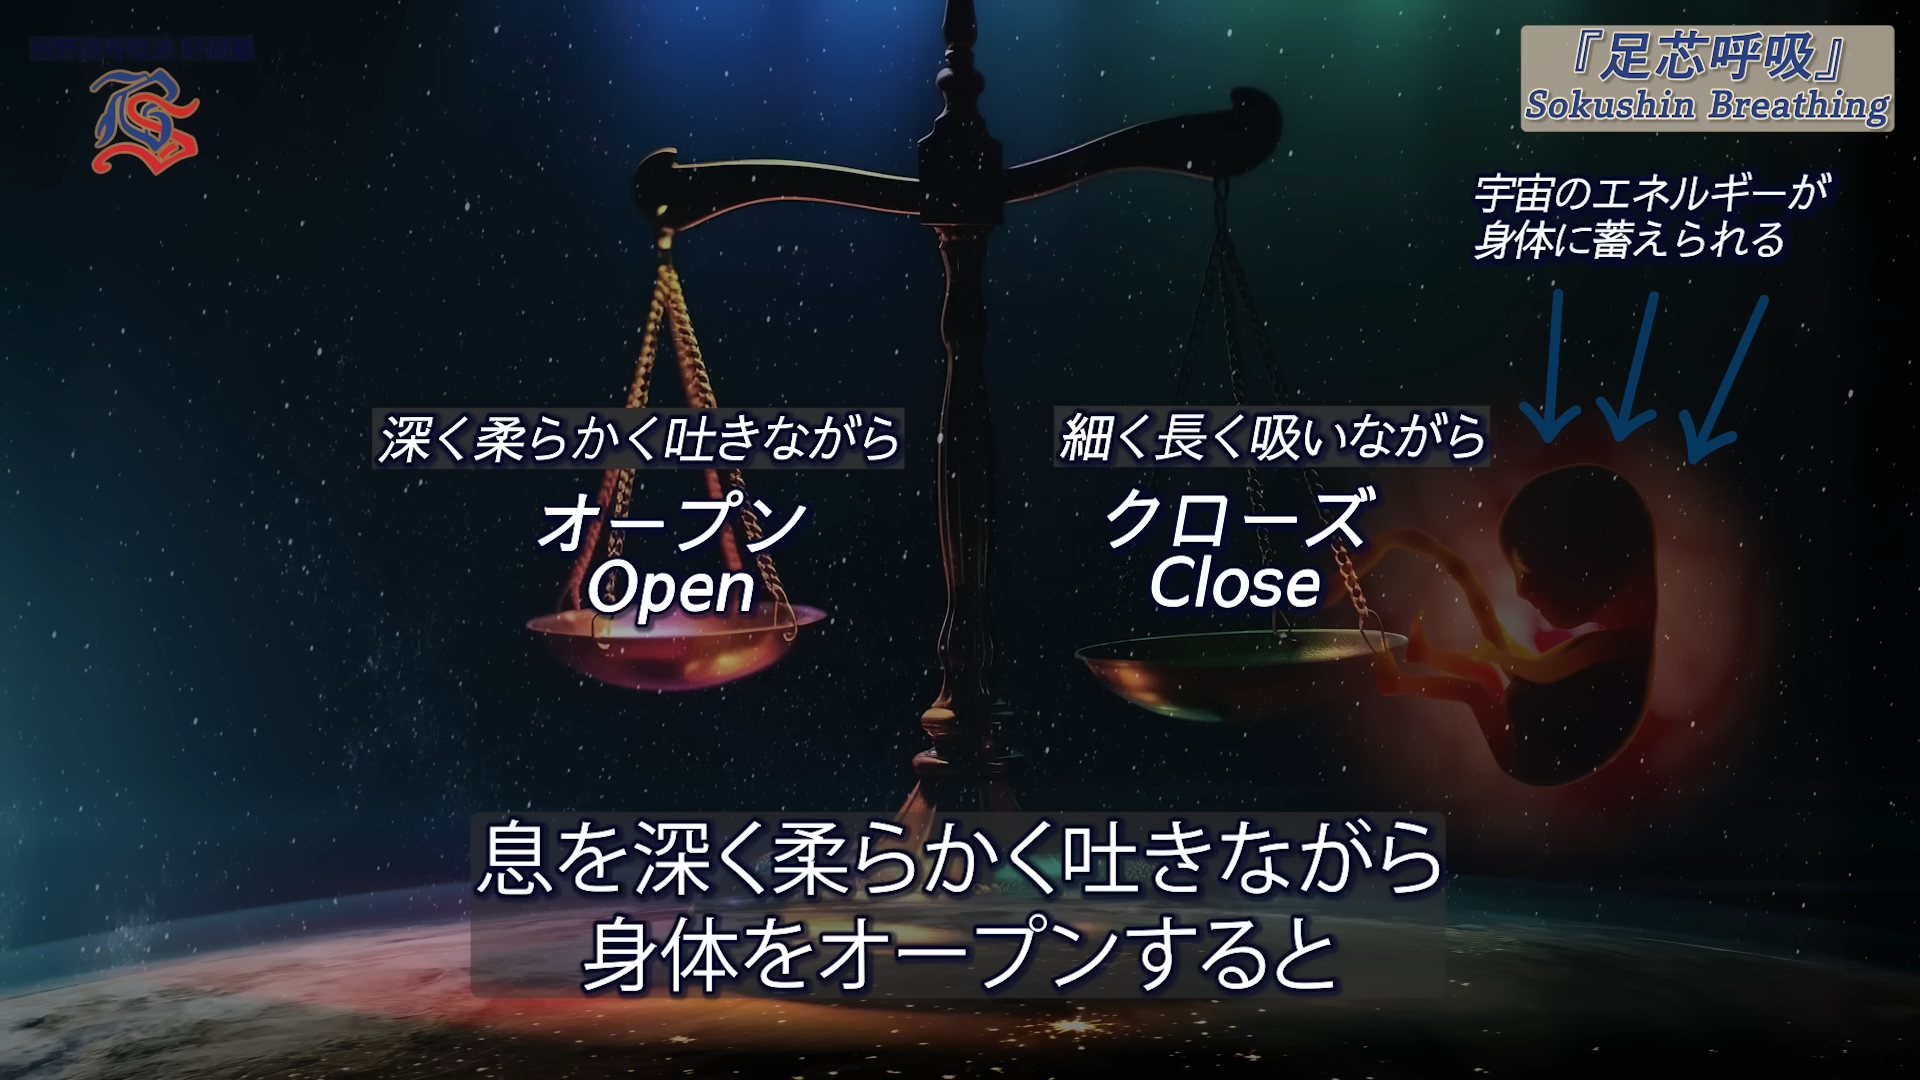 『足芯呼吸』
Sokushin Breathing
宇宙のエネルギーが
身体に蓄えられる
深く柔らかく吐きながら
オープン
Open
細く長く吸いながら
クローズ
Close
息を深く柔らかく吐きながら
身体をオープンすると